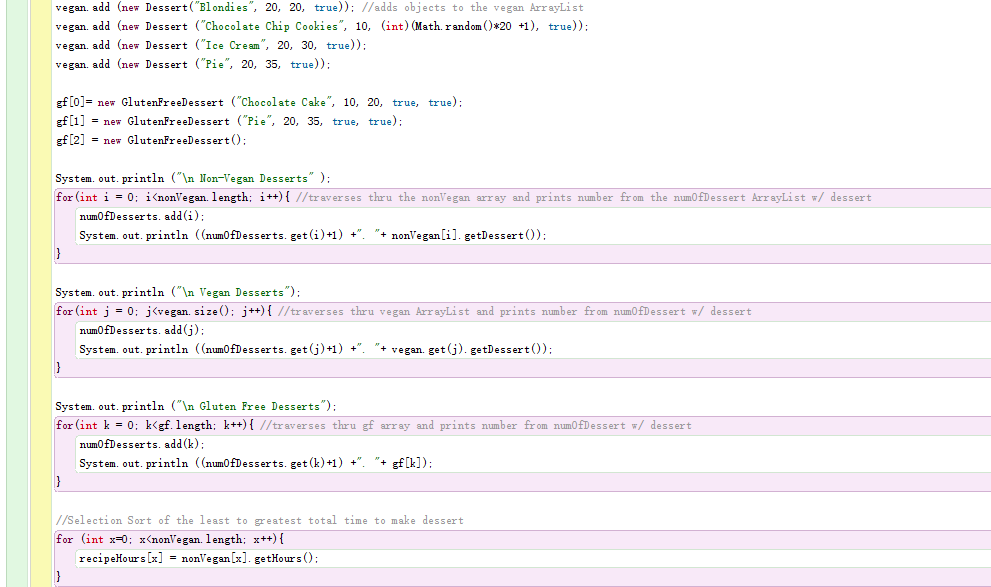 vegan.add (new Dessert("Blondies", 20, 20, true)); //adds objects to the vegan ArrayList
vegan.add (new Dessert ("Chocolate Chip Cookies", 10, (int)(Math.random()*20 +1), true));
vegan.add (new Dessert ("Ice Cream", 20, 30, true));
vegan.add (new Dessert ("Pie", 20, 35, true));
gf[0]= new GlutenFreeDessert ("Chocolate Cake", 10, 20, true, true);
gf[1] = new GlutenFreeDessert ("Pie", 20, 35, true, true);
gf[2] = new GlutenFreeDessert();
System.out.println ("\n Non-Vegan Desserts" );
for(int i = 0; i<nonVegan.length; i++){ //traverses thru the nonVegan array and prints number from the numOfDessert ArrayList w/ dessert
numOfDesserts.add(i);
System.out.println ((numOfDesserts.get(i)+1) +". "+ nonVegan[i].getDessert());
}
System.out.println ("\n Vegan Desserts");
for(int j = 0; j<vegan.size(); j++){ //traverses thru vegan ArrayList and prints number from numOfDessert w/ dessert
numOfDesserts.add(j);
System.out.println ((numOfDesserts.get(j)+1) +". "+ vegan.get(j).getDessert());
}
System.out.println ("\n Gluten Free Desserts");
for(int k = 0; k<gf.length; k++){ //traverses thru gf array and prints number from numOfDessert w/ dessert
numOfDesserts.add(k);
System.out.println ((numOfDesserts.get(k)+1) +". "+ gf[k]);
}
//Selection Sort of the least to greatest total time to make dessert
for (int x=0; x<nonVegan.length; x++){
recipeHours[x] = nonVegan[x].getHours();
}